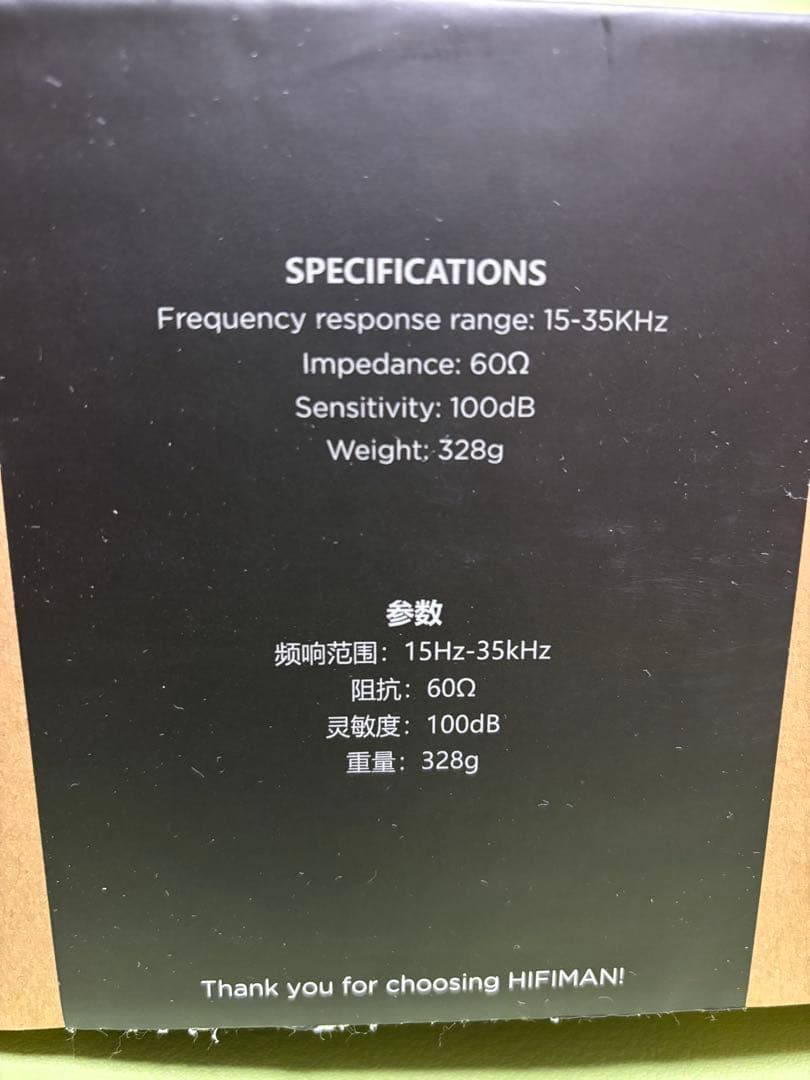 SPECIFICATIONS
Frequency response range: 15-35KHz
Impedance: 60Ω
Sensitivity: 100dB
Weight: 328g
参数
频响范围：15Hz-35kHz
阻抗：60Ω
灵敏度：100dB
重量：328g
Thank you for choosing HIFIMAN!